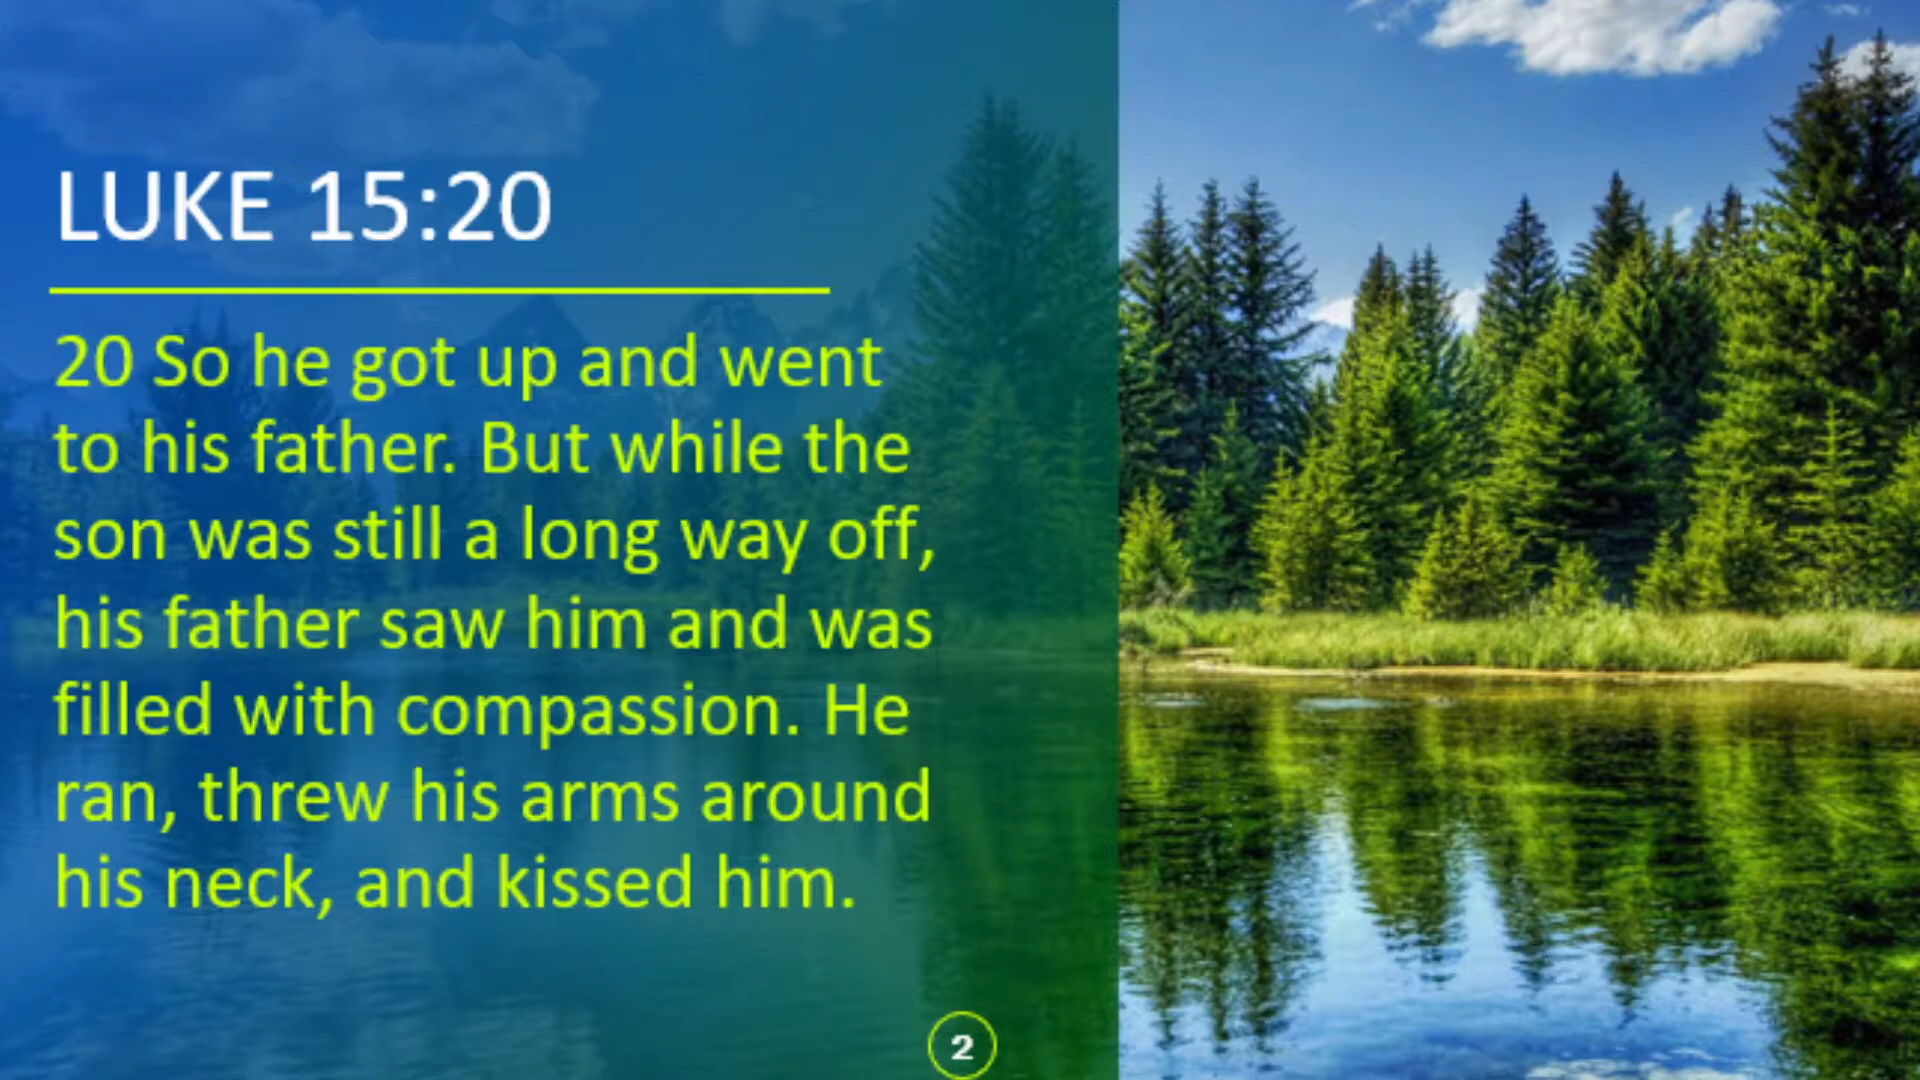 LUKE 15:20
20 So he got up and went
to his father. But while the
son was still a long way off,
his father saw him and was
filled with compassion. He
ran, threw his arms around
his neck, and kissed him.
2